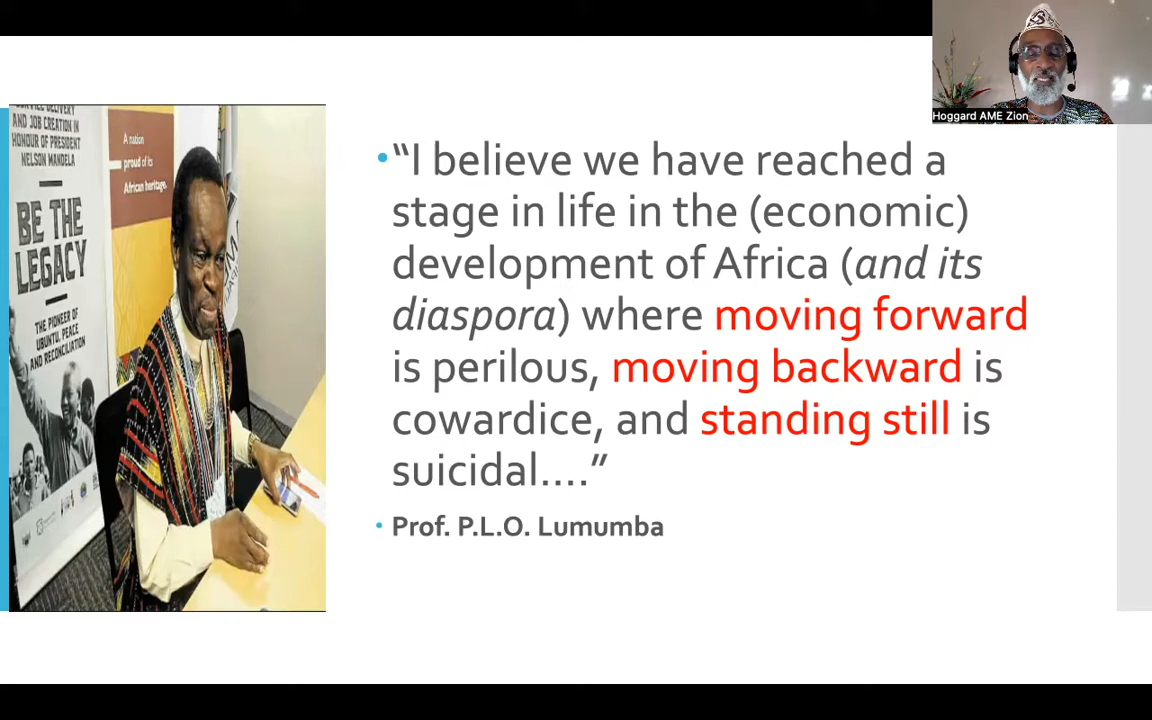 Hoggard AME Zion
SERVICE DELIVERY
AND JOB CREATION IN
HONOUR OF PRESIDENT
NELSON MANDELA
BE THE
LEGACY
THE PIONEER OF
UBUNTU, PEACE
AND RECONCILIATION
A nation
proud of its
African heritage.
•“I believe we have reached a
stage in life in the (economic)
development of Africa (and its
diaspora) where moving forward
is perilous, moving backward is
cowardice, and standing still is
suicidal….”
• Prof. P.L.O. Lumumba